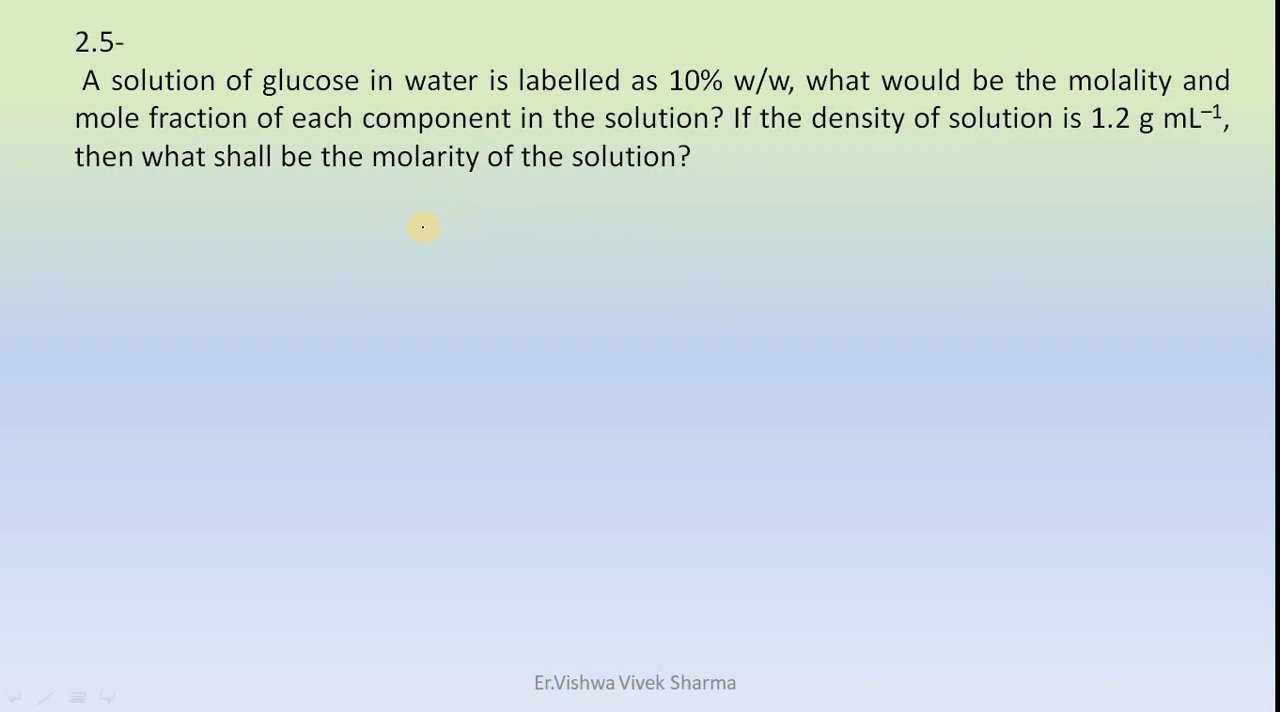 2.5-
A solution of glucose in water is labelled as 10% w/w, what would be the molality and
mole fraction of each component in the solution? If the density of solution is 1.2 g mL⁻¹,
then what shall be the molarity of the solution?
Er.Vishwa Vivek Sharma